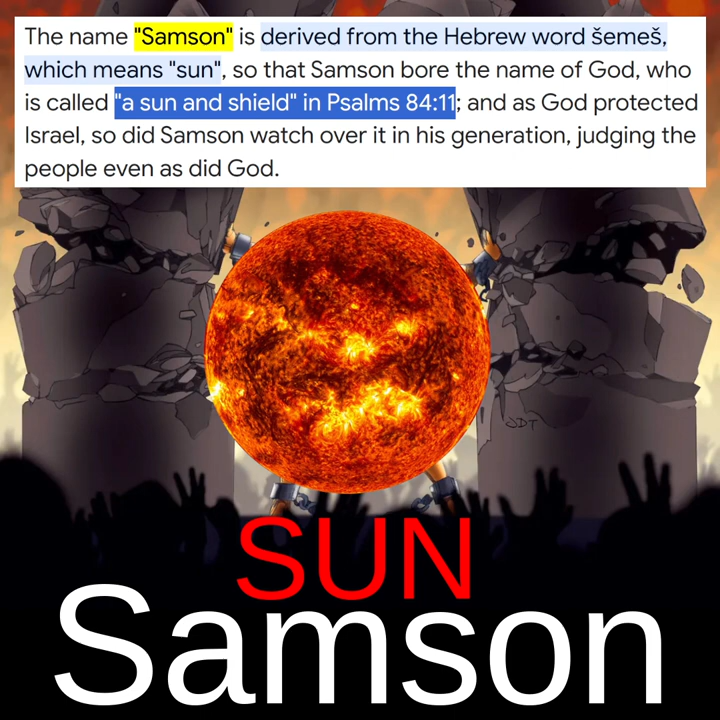 The name "Samson" is derived from the Hebrew word šemeš,
which means "sun", so that Samson bore the name of God, who
is called "a sun and shield" in Psalms 84:11; and as God protected
Israel, so did Samson watch over it in his generation, judging the
people even as did God.
JDT
SUN
Samson